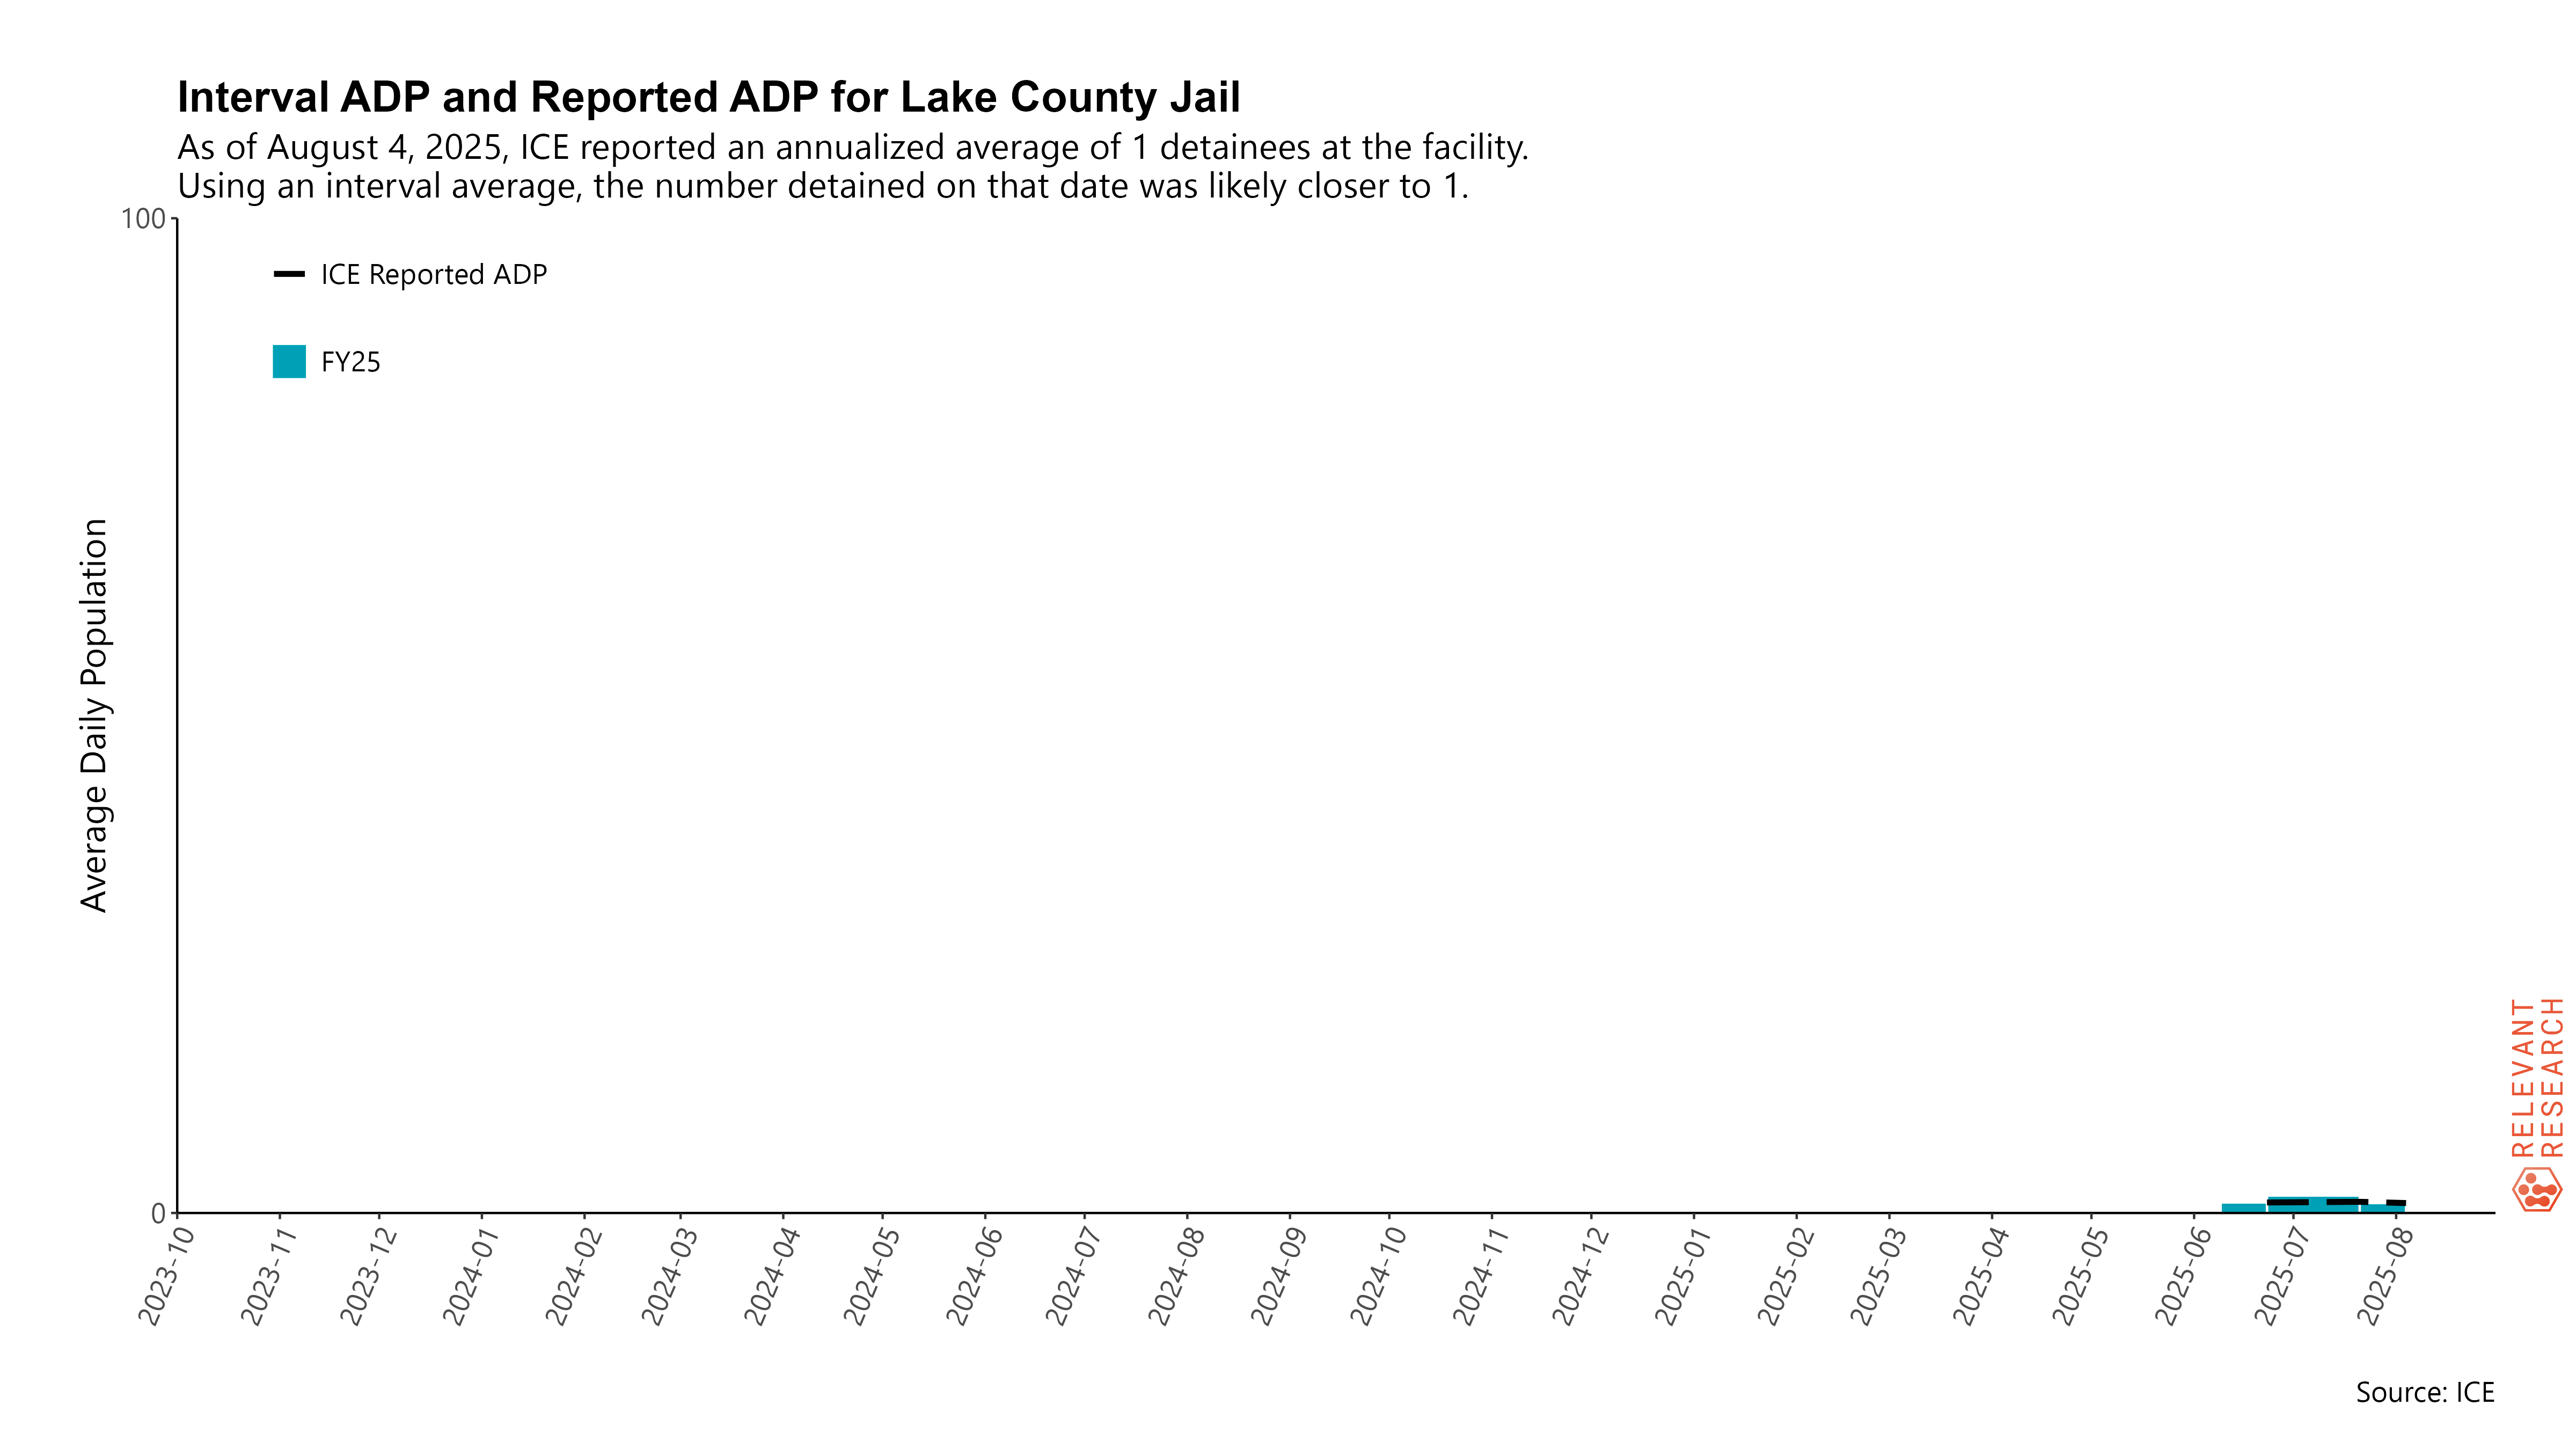 Interval ADP and Reported ADP for Lake County Jail
As of August 4, 2025, ICE reported an annualized average of 1 detainees at the facility.
Using an interval average, the number detained on that date was likely closer to 1.
100
ICE Reported ADP
FY25
Average Daily Population
0
2023-10
2023-11
2023-12
2024-01
2024-02
2024-03
2024-04
2024-05
2024-06
2024-07
2024-08
2024-09
2024-10
2024-11
2024-12
2025-01
2025-02
2025-03
2025-04
2025-05
2025-06
2025-07
2025-08
RELEVANT
RESEARCH
Source: ICE